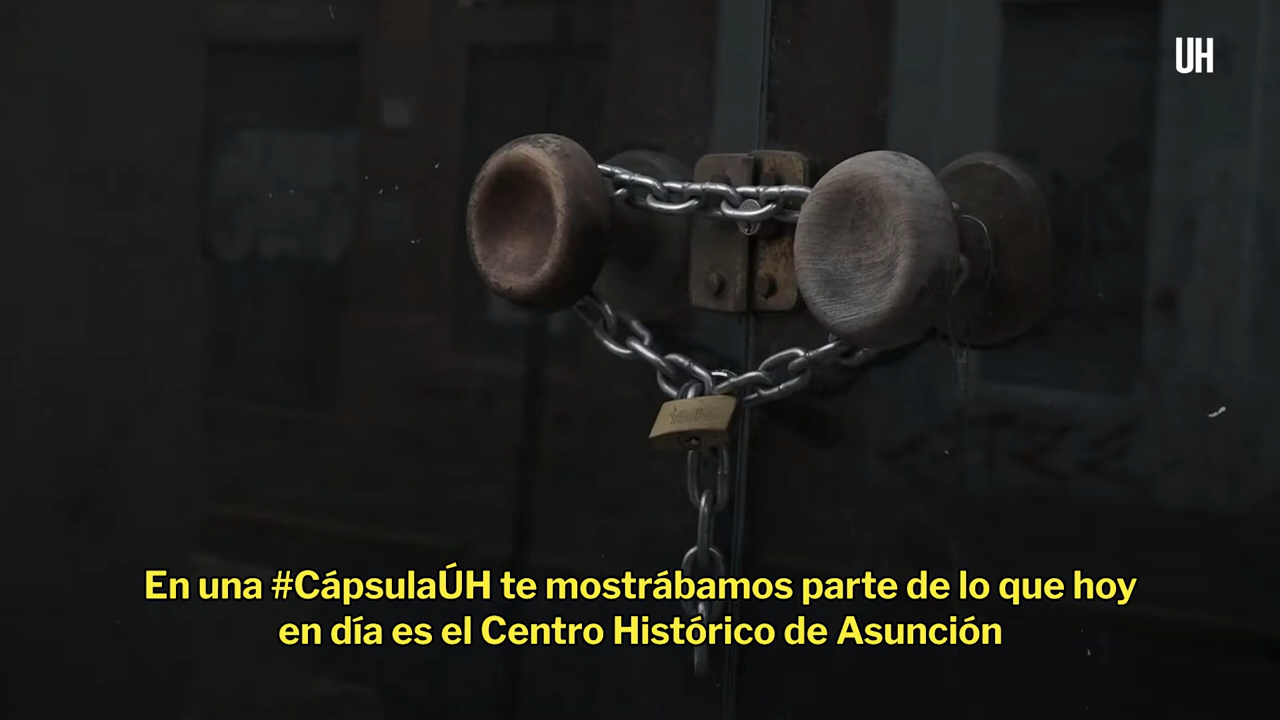 UH
En una #CápsulaÚH te mostrábamos parte de lo que hoy
en día es el Centro Histórico de Asunción